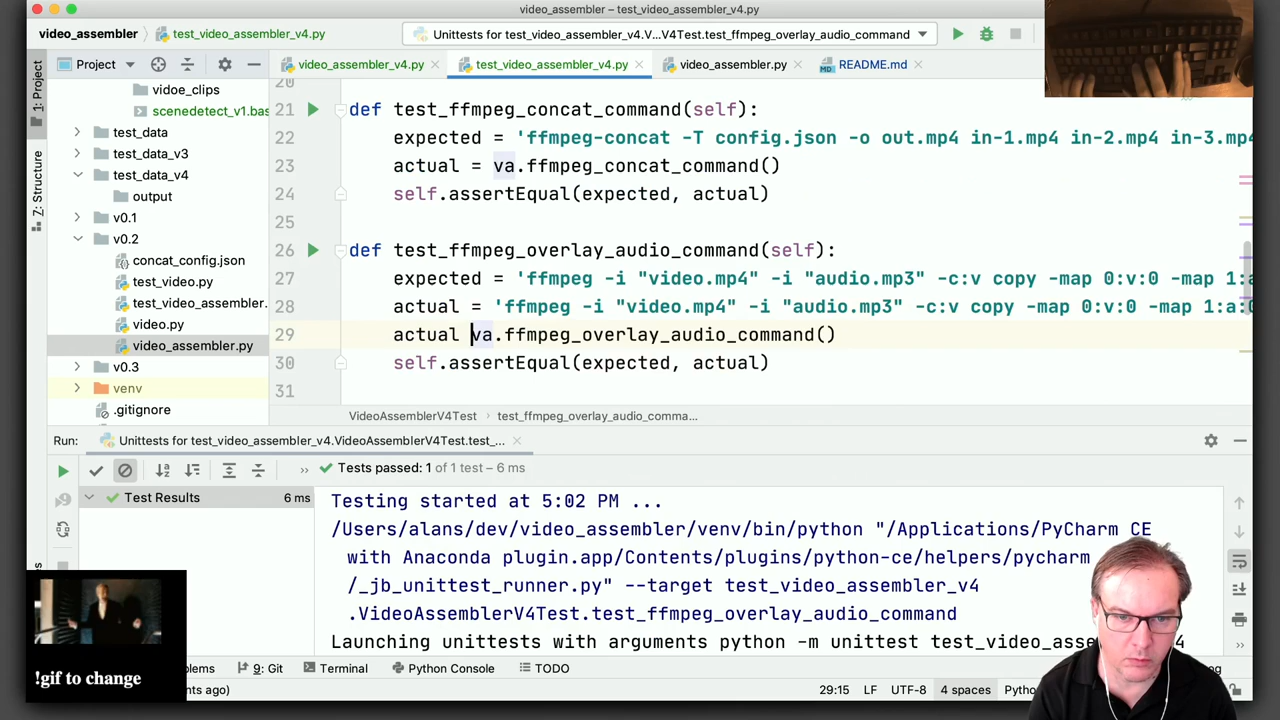 video_assembler – test_video_assembler_v4.py
video_assembler
test_video_assembler_v4.py
Unittests for test_video_assembler_v4.V...V4Test.test_ffmpeg_overlay_audio_command
Project
video_assembler_v4.py
test_video_assembler_v4.py
video_assembler.py
README.md
1: Project
Z: Structure
vidoe_clips
scenedetect_v1.bas
test_data
test_data_v3
test_data_v4
output
v0.1
v0.2
concat_config.json
test_video.py
test_video_assembler.
video.py
video_assembler.py
v0.3
venv
.gitignore
20
21 def test_ffmpeg_concat_command(self):
22 expected = 'ffmpeg-concat -T config.json -o out.mp4 in-1.mp4 in-2.mp4 in-3.mp4
23 actual = va.ffmpeg_concat_command()
24 self.assertEqual(expected, actual)
25
26 def test_ffmpeg_overlay_audio_command(self):
27 expected = 'ffmpeg -i "video.mp4" -i "audio.mp3" -c:v copy -map 0:v:0 -map 1:a
28 actual = 'ffmpeg -i "video.mp4" -i "audio.mp3" -c:v copy -map 0:v:0 -map 1:a:0
29 actual va.ffmpeg_overlay_audio_command()
30 self.assertEqual(expected, actual)
31
VideoAssemblerV4Test
test_ffmpeg_overlay_audio_comma...
Run:
Unittests for test_video_assembler_v4.VideoAssemblerV4Test.test_...
Tests passed: 1 of 1 test – 6 ms
Test Results
6 ms
Testing started at 5:02 PM ...
/Users/alans/dev/video_assembler/venv/bin/python "/Applications/PyCharm CE
with Anaconda plugin.app/Contents/plugins/python-ce/helpers/pycharm
/_jb_unittest_runner.py" --target test_video_assembler_v4
.VideoAssemblerV4Test.test_ffmpeg_overlay_audio_command
Launching unittests with arguments python -m unittest test_video_asse
!gif to change
9: Git
Terminal
Python Console
TODO
29:15
LF
UTF-8
4 spaces